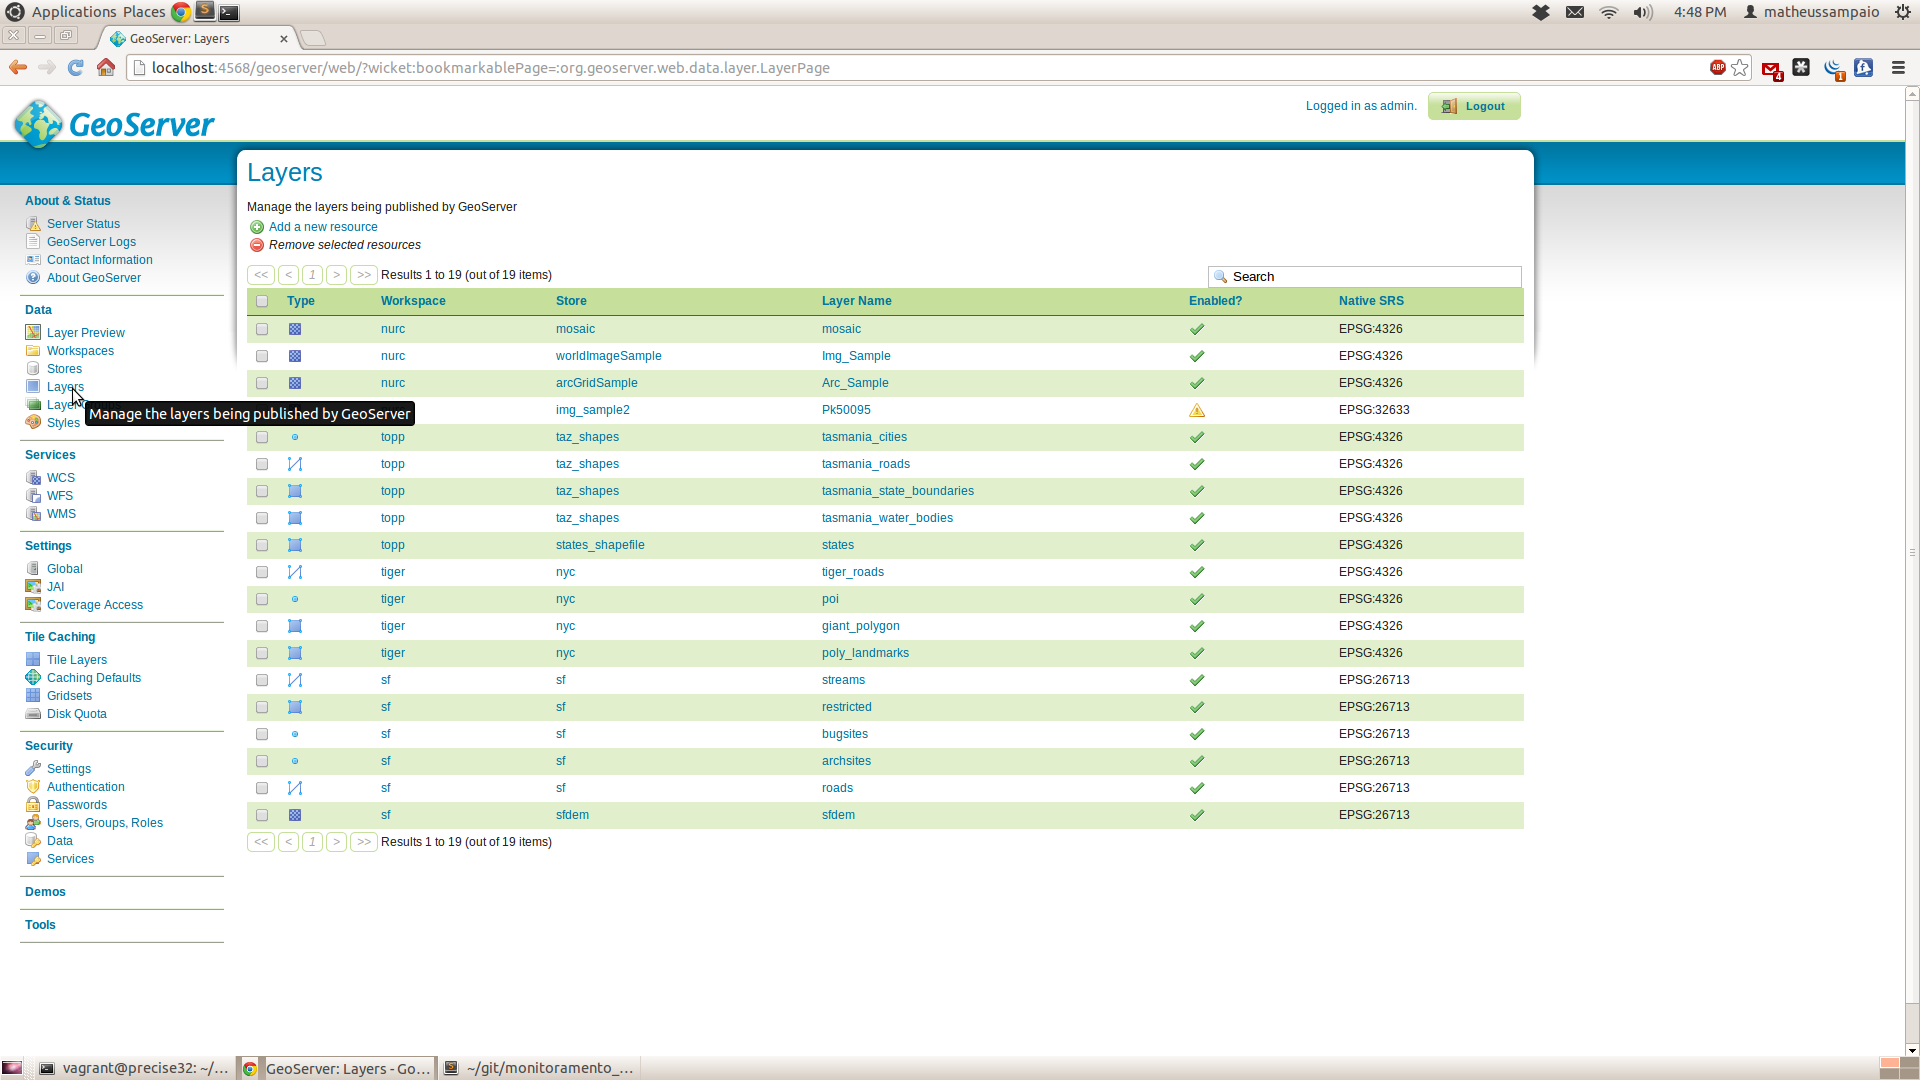 Applications Places
4:48 PM matheussampaio
GeoServer: Layers
localhost:4568/geoserver/web/?wicket:bookmarkablePage=:org.geoserver.web.data.layer.LayerPage
ABP 4 1
GeoServer
Logged in as admin. Logout
About & Status
Server Status
GeoServer Logs
Contact Information
About GeoServer
Data
Layer Preview
Workspaces
Stores
Layers
Layer
Styles
Manage the layers being published by GeoServer
Services
WCS
WFS
WMS
Settings
Global
JAI
Coverage Access
Tile Caching
Tile Layers
Caching Defaults
Gridsets
Disk Quota
Security
Settings
Authentication
Passwords
Users, Groups, Roles
Data
Services
Demos
Tools
Layers
Manage the layers being published by GeoServer
Add a new resource
Remove selected resources
<< < 1 > >> Results 1 to 19 (out of 19 items)
Search
Type Workspace Store Layer Name Enabled? Native SRS
nurc mosaic mosaic EPSG:4326
nurc worldImageSample Img_Sample EPSG:4326
nurc arcGridSample Arc_Sample EPSG:4326
img_sample2 Pk50095 EPSG:32633
topp taz_shapes tasmania_cities EPSG:4326
topp taz_shapes tasmania_roads EPSG:4326
topp taz_shapes tasmania_state_boundaries EPSG:4326
topp taz_shapes tasmania_water_bodies EPSG:4326
topp states_shapefile states EPSG:4326
tiger nyc tiger_roads EPSG:4326
tiger nyc poi EPSG:4326
tiger nyc giant_polygon EPSG:4326
tiger nyc poly_landmarks EPSG:4326
sf sf streams EPSG:26713
sf sf restricted EPSG:26713
sf sf bugsites EPSG:26713
sf sf archsites EPSG:26713
sf sf roads EPSG:26713
sf sfdem sfdem EPSG:26713
<< < 1 > >> Results 1 to 19 (out of 19 items)
vagrant@precise32: ~/... GeoServer: Layers - Go... ~/git/monitoramento_...